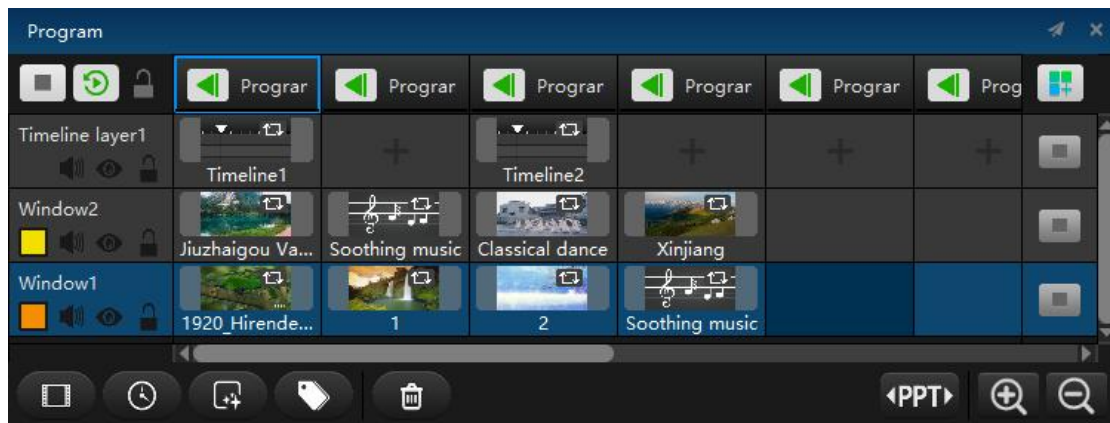 Program
Prograr
Prograr
Prograr
Prograr
Prograr
Prog
Timeline layer1
Timeline1
Timeline2
Window2
Jiuzhaigou Va...
Soothing music
Classical dance
Xinjiang
Window1
1920_Hirende...
1
2
Soothing music
PPT